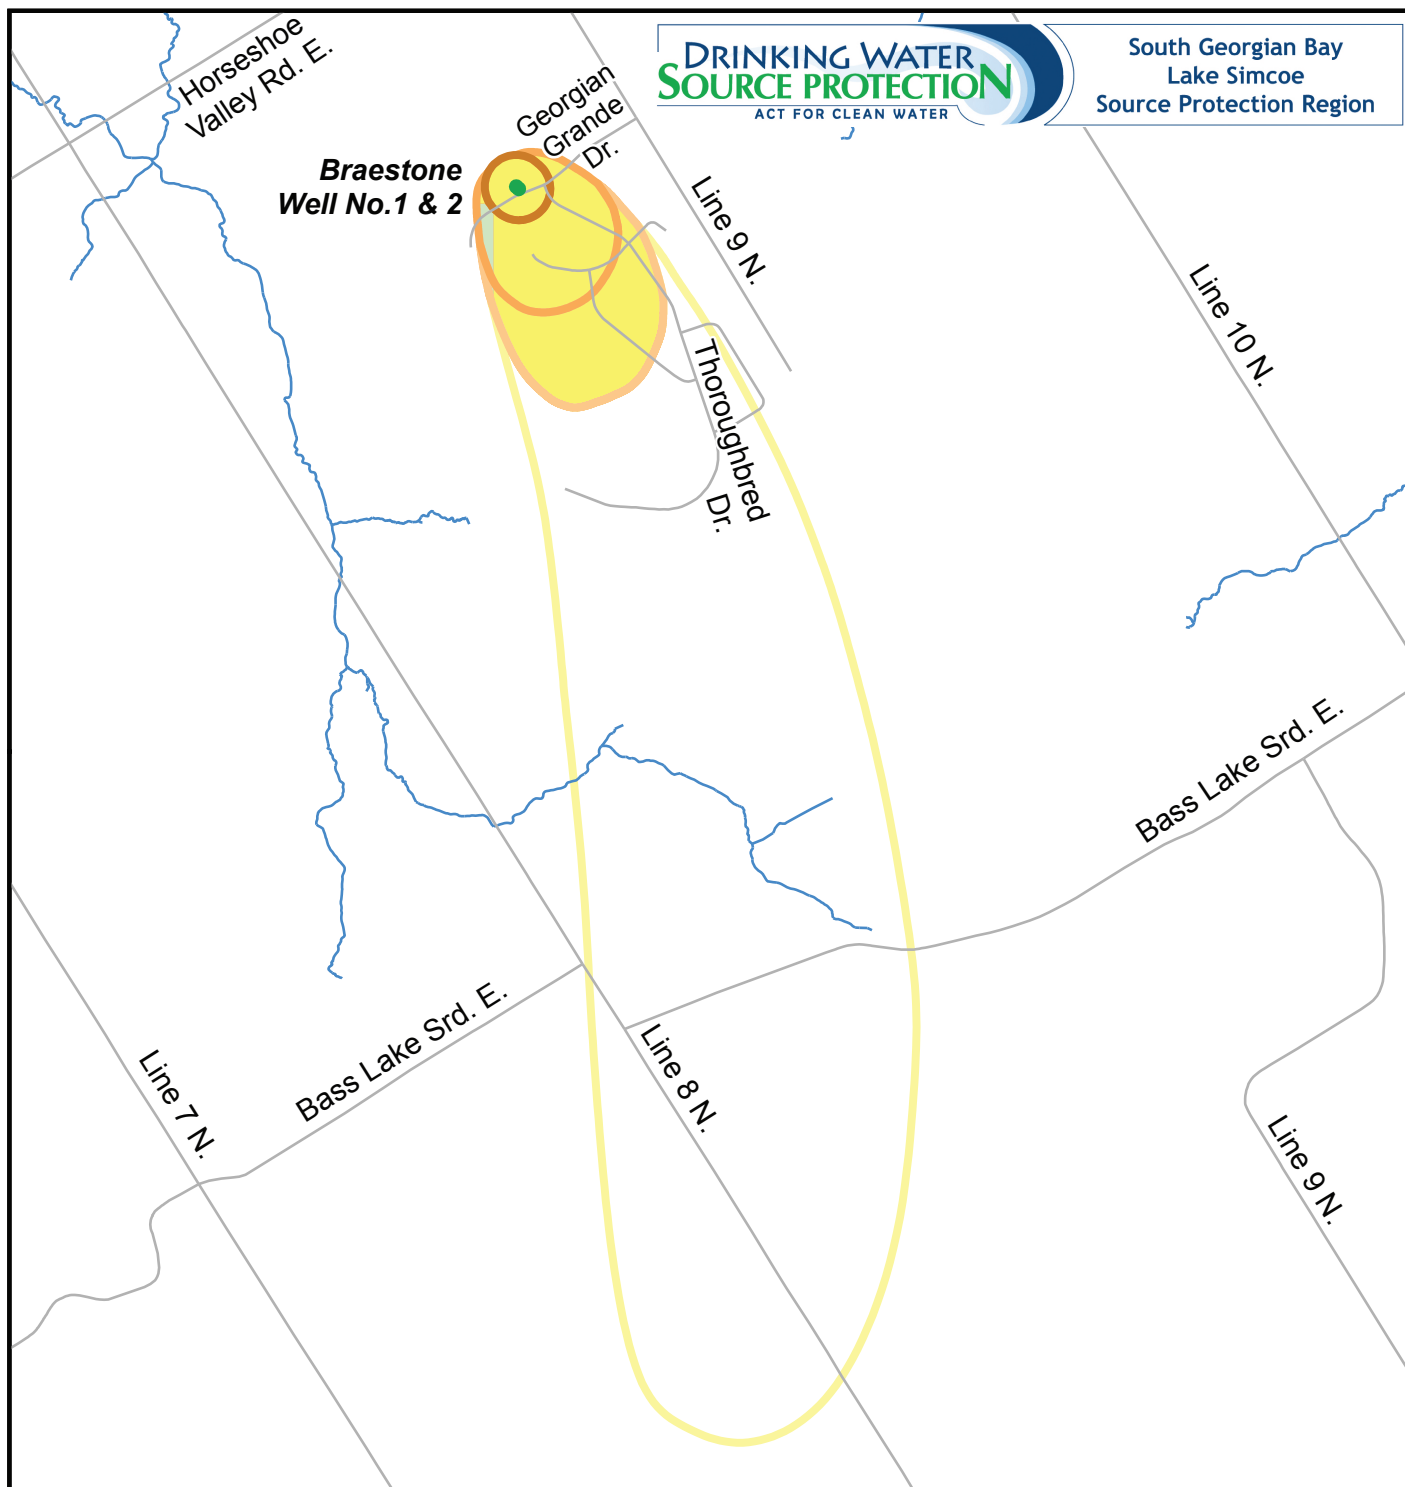 DRINKING WATER
SOURCE PROTECTION
ACT FOR CLEAN WATER
South Georgian Bay
Lake Simcoe
Source Protection Region
Horseshoe
Valley Rd. E.
Georgian
Grande
Dr.
Braestone
Well No.1 & 2
Line 9 N.
Line 10 N.
Thoroughbred
Dr.
Bass Lake Srd. E.
Bass Lake Srd. E.
Line 7 N.
Line 8 N.
Line 9 N.